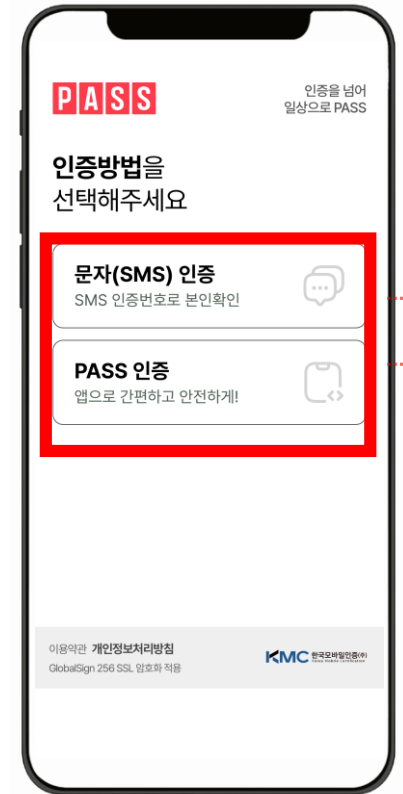 PASS
인증을 넘어
일상으로 PASS
인증방법을
선택해주세요
문자(SMS) 인증
SMS 인증번호로 본인확인
PASS 인증
앱으로 간편하고 안전하게!
이용약관 개인정보처리방침
GlobalSign 256 SSL 암호화 적용
KMC 한국모바일인증(주)
Korea Mobile Certification